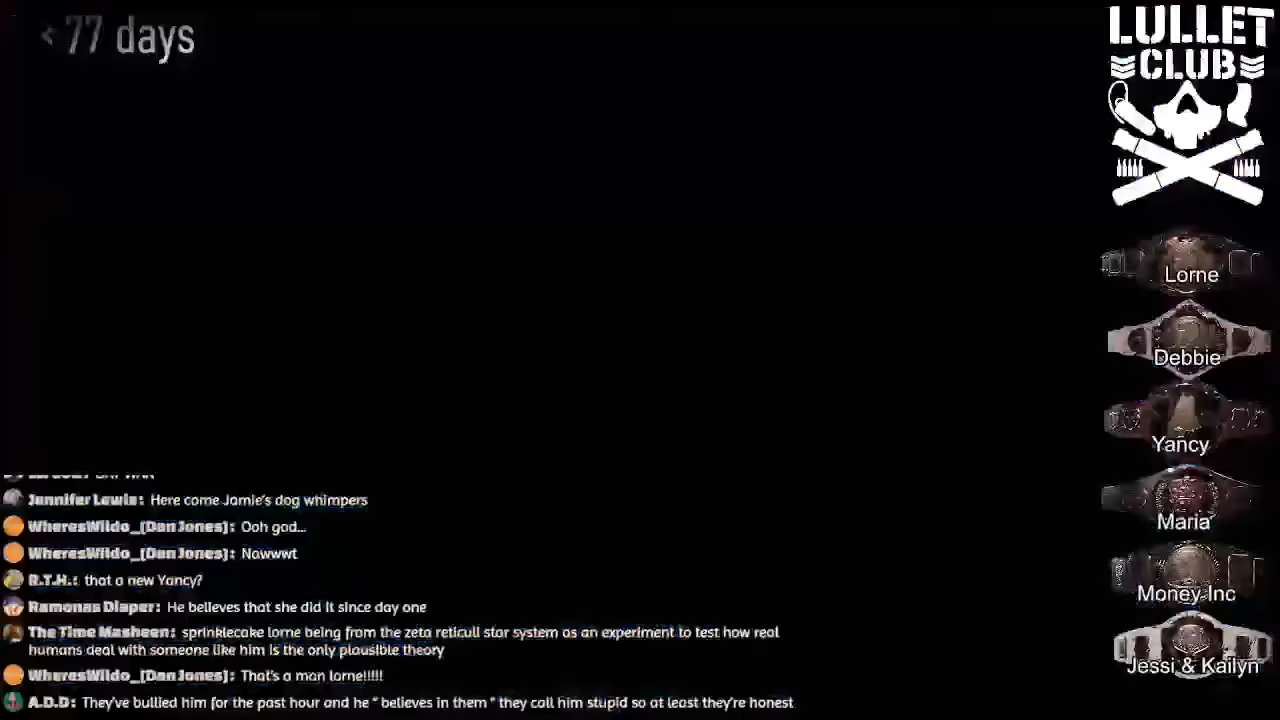 < 77 days
LULLET
CLUB
Lorne
Debbie
Yancy
Maria
Money Inc
Jessi & Kailyn
Jennifer Lewis: Here come Jamie's dog whimpers
WheresWildo_[Dan Jones]: Ooh god...
WheresWildo_[Dan Jones]: Nawwwt
R.T.H.: that a new Yancy?
Ramonas Diaper: He believes that she did it since day one
The Time Masheen: sprinklecake lorne being from the zeta reticuli star system as an experiment to test how real
humans deal with someone like him is the only plausible theory
WheresWildo_[Dan Jones]: That's a man lorne!!!!!
A.D.D: They've bullied him for the past hour and he " believes in them " they call him stupid so at least they're honest